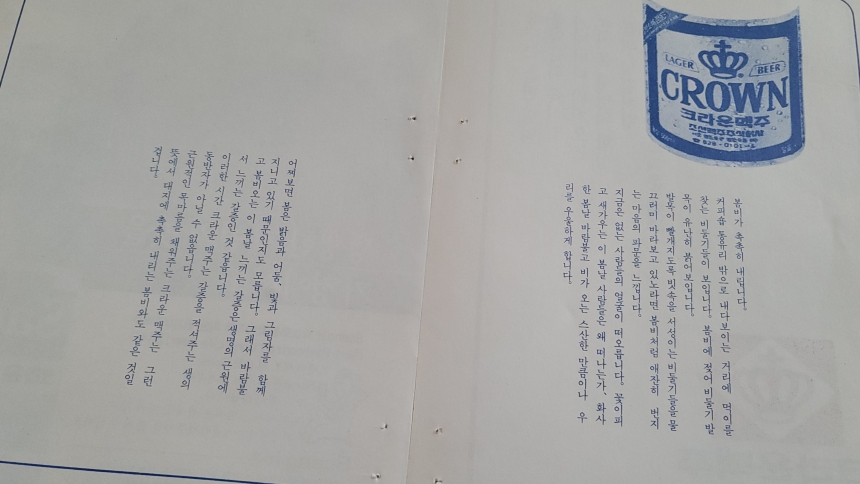 LAGER
BEER
CROWN
크라운맥주
조선맥주주식회사
봄비가 촉촉히 내립니다.
커피숍 통유리 밖으로 내다보이는 거리에 먹이를
찾는 비둘기들이 보입니다. 봄비에 젖어 비둘기 발
목이 유난히 붉어보입니다.
발목이 빨개지도록 빗속을 서성이는 비둘기들을 물
끄러미 바라보고 있노라면 봄비처럼 애잔히 번지
는 마음의 파문을 느낍니다.
지금은 없는 사람들의 얼굴이 떠오릅니다. 꽃이 피
고 새가 우는 이 봄날 사람들은 왜 떠나는가, 화사
한 봄날 바람불고 비가 오는 스산한 만큼이나 우
리를 우울하게 합니다.
어쩌보면 봄은 밝음과 어둠, 빛과 그림자를 함께
지니고 있기 때문인지도 모릅니다. 그래서 바람불
고 봄비오는 이 봄날 느끼는 갈증은 생명의 근원에
서 느끼는 갈증인 것 같습니다.
이러한 시간 크라운 맥주는 갈증을 적셔주는 생의
동반자가 아닐 수 없읍니다.
근원적인 목마름을 채워주는 크라운 맥주는 그런
뜻에서 대지에 촉촉히 내리는 봄비와도 같은 것일
겁니다.